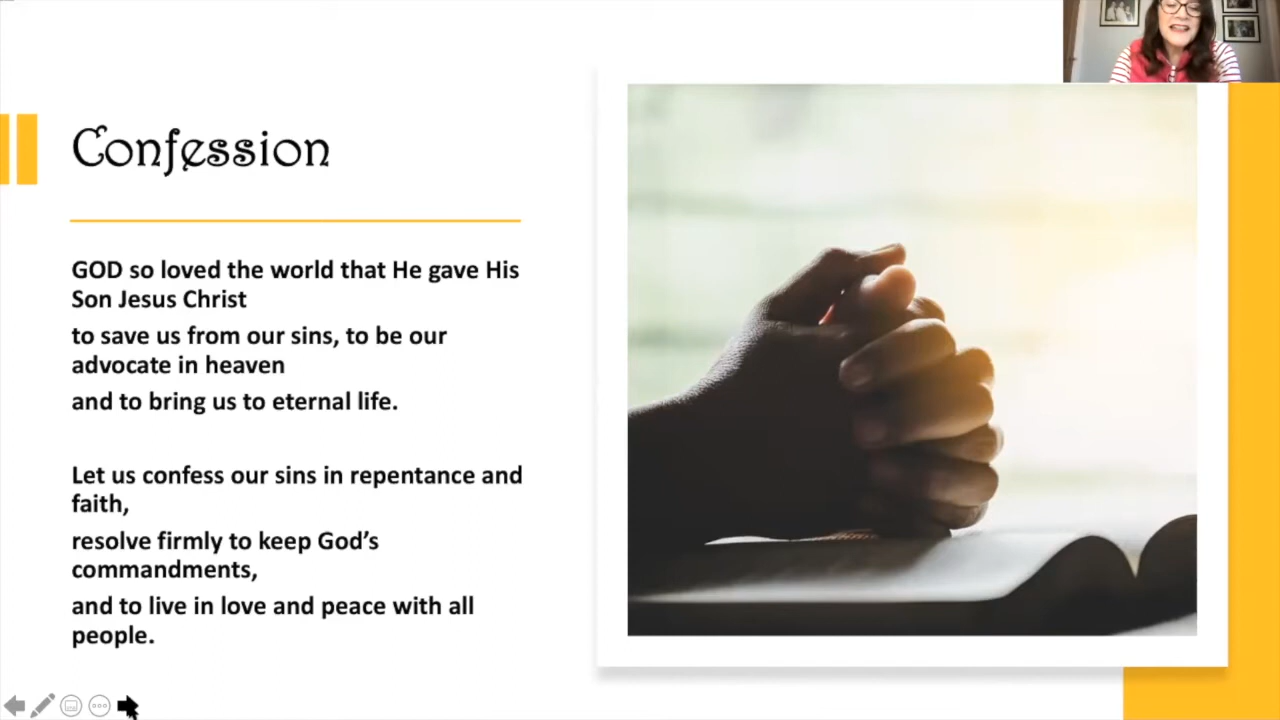 Confession
GOD so loved the world that He gave His
Son Jesus Christ
to save us from our sins, to be our
advocate in heaven
and to bring us to eternal life.
Let us confess our sins in repentance and
faith,
resolve firmly to keep God’s
commandments,
and to live in love and peace with all
people.